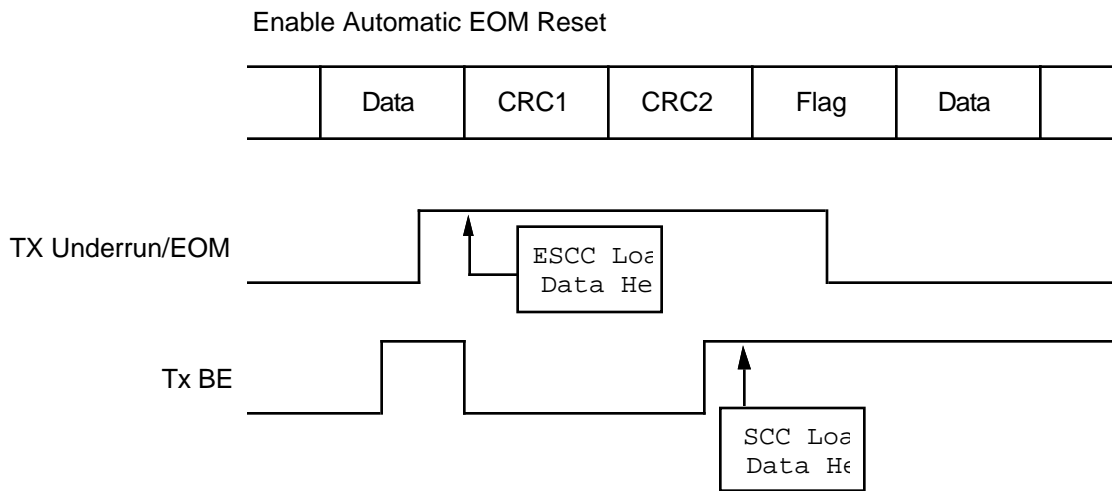 Enable Automatic EOM Reset
Data CRC1 CRC2 Flag Data
TX Underrun/EOM
ESCC Loa
Data He
Tx BE
SCC Loa
Data He